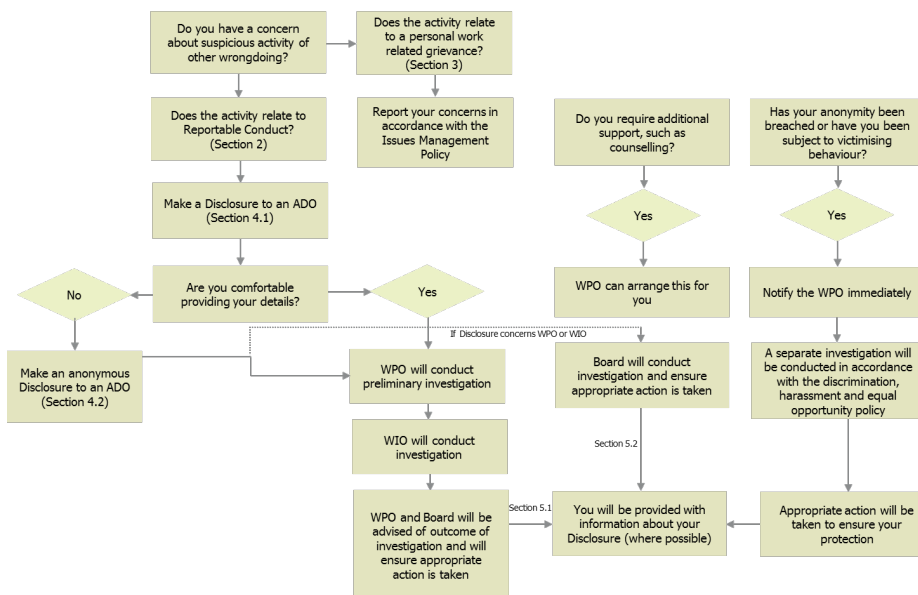 Do you have a concern
about suspicious activity of
other wrongdoing?
Does the activity relate
to a personal work
related grievance?
(Section 3)
Does the activity relate to
Reportable Conduct?
(Section 2)
Report your concerns in
accordance with the
Issues Management
Policy
Do you require additional
support, such as
counselling?
Has your anonymity been
breached or have you been
subject to victimising
behaviour?
Make a Disclosure to an ADO
(Section 4.1)
Yes
Yes
Are you comfortable
providing your details?
No
Yes
WPO can arrange this for
you
Notify the WPO immediately
If Disclosure concerns WPO or WIO
Make an anonymous
Disclosure to an ADO
(Section 4.2)
WPO will conduct
preliminary investigation
Board will conduct
investigation and ensure
appropriate action is taken
A separate investigation will
be conducted in accordance
with the discrimination,
harassment and equal
opportunity policy
WIO will conduct
investigation
Section 5.2
WPO and Board will be
advised of outcome of
investigation and will
ensure appropriate
action is taken
Section 5.1
You will be provided with
information about your
Disclosure (where possible)
Appropriate action will be
taken to ensure your
protection